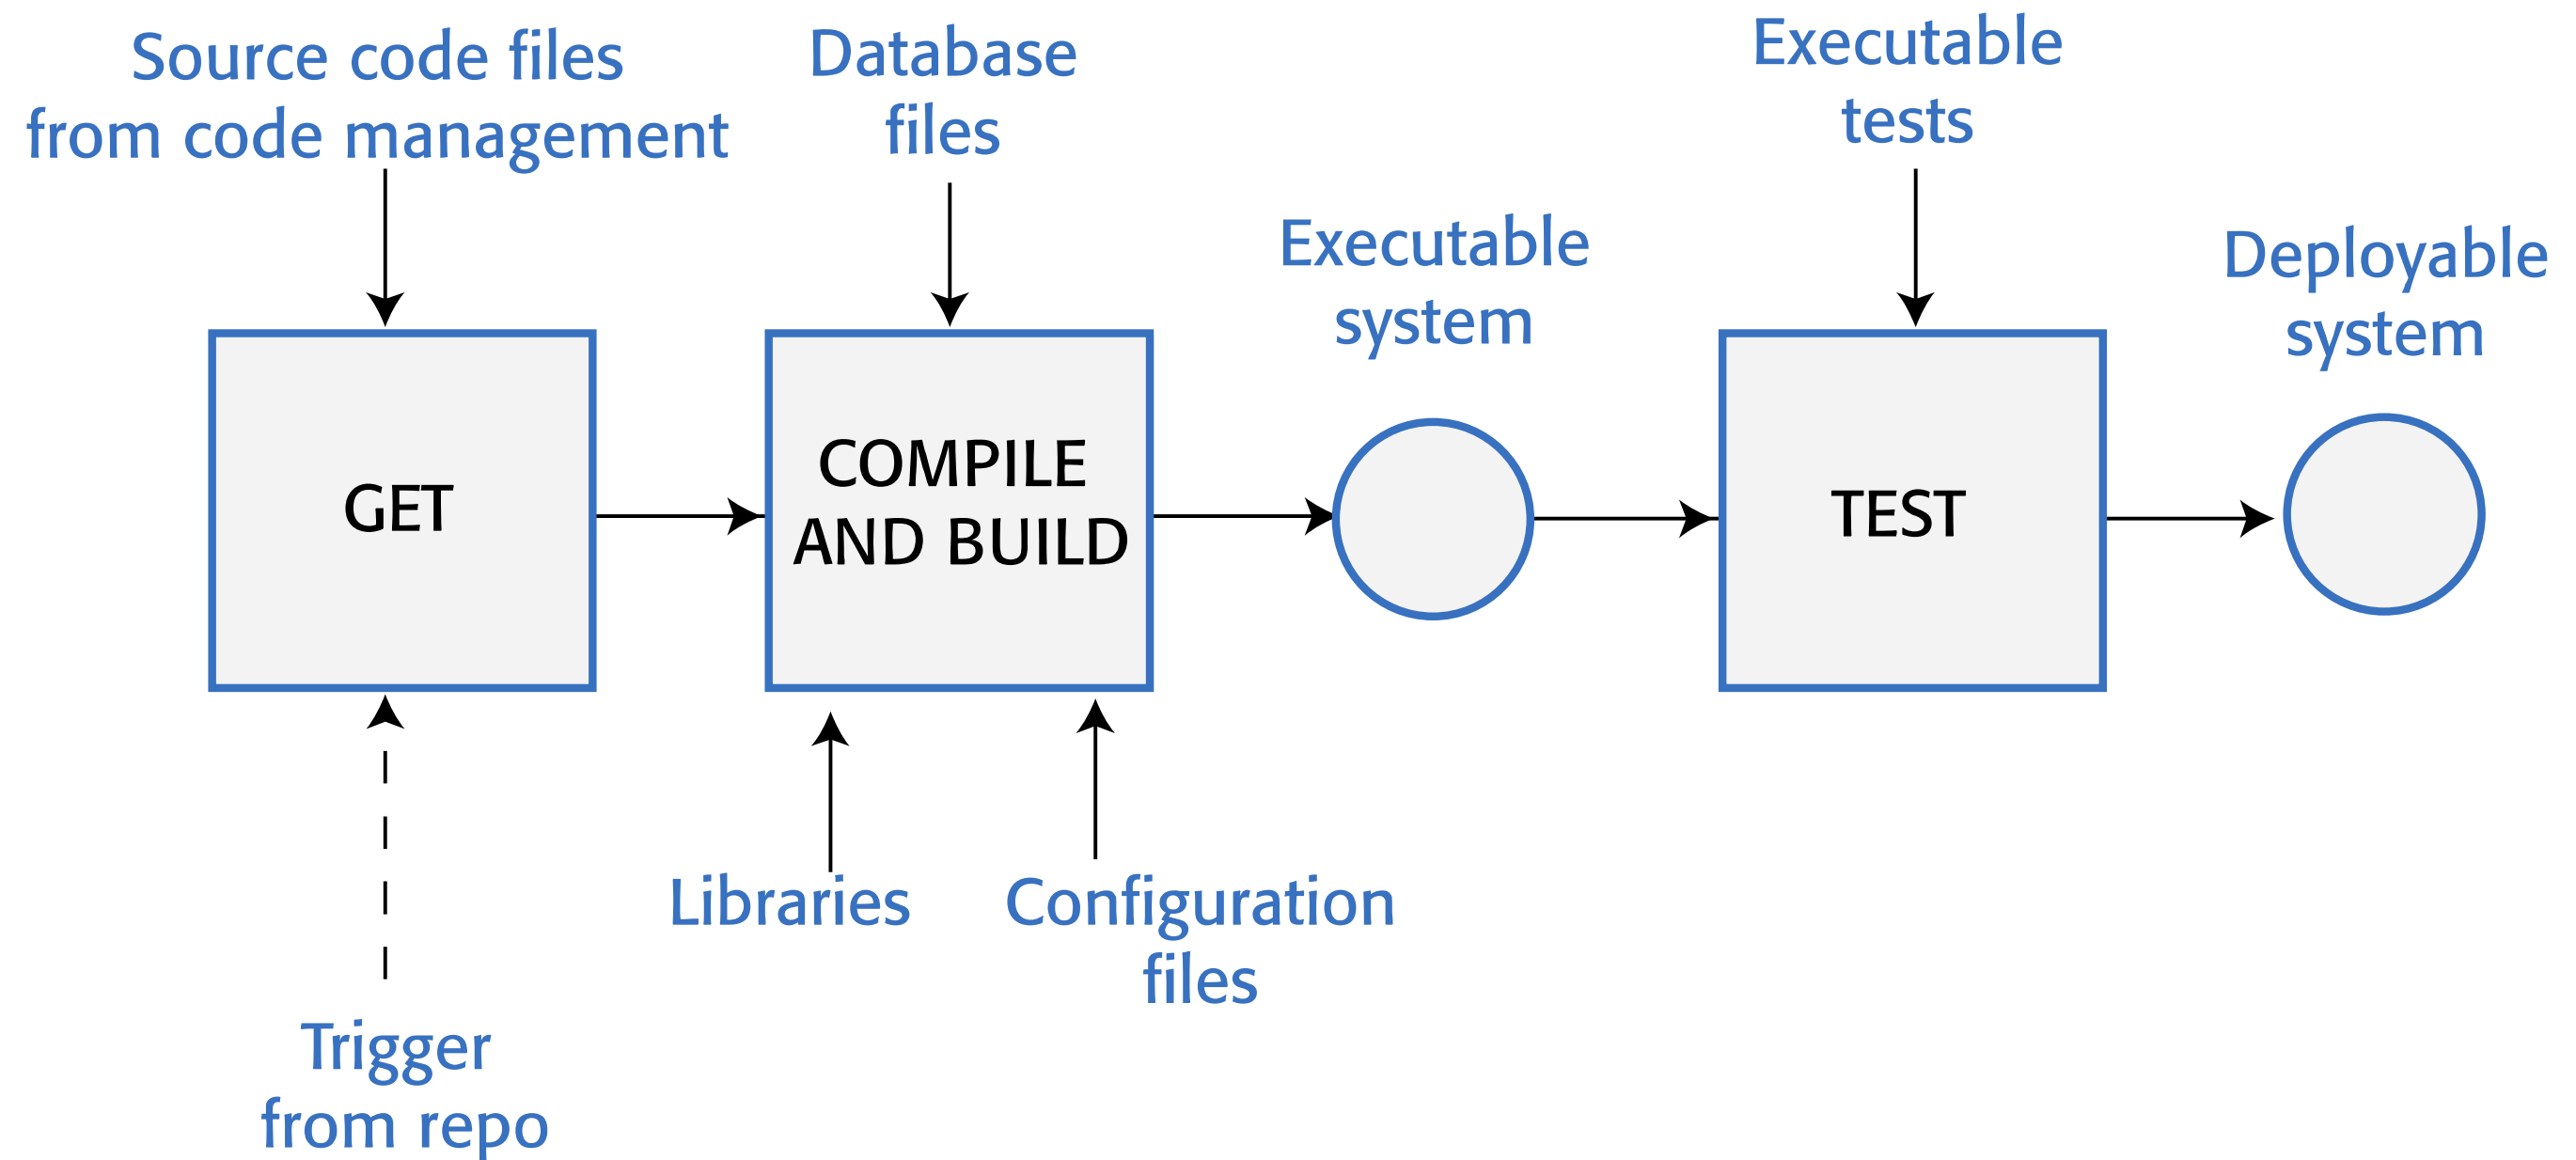 Source code files
from code management
Database
files
Executable
tests
Executable
system
Deployable
system
GET
COMPILE
AND BUILD
TEST
Libraries
Configuration
files
Trigger
from repo